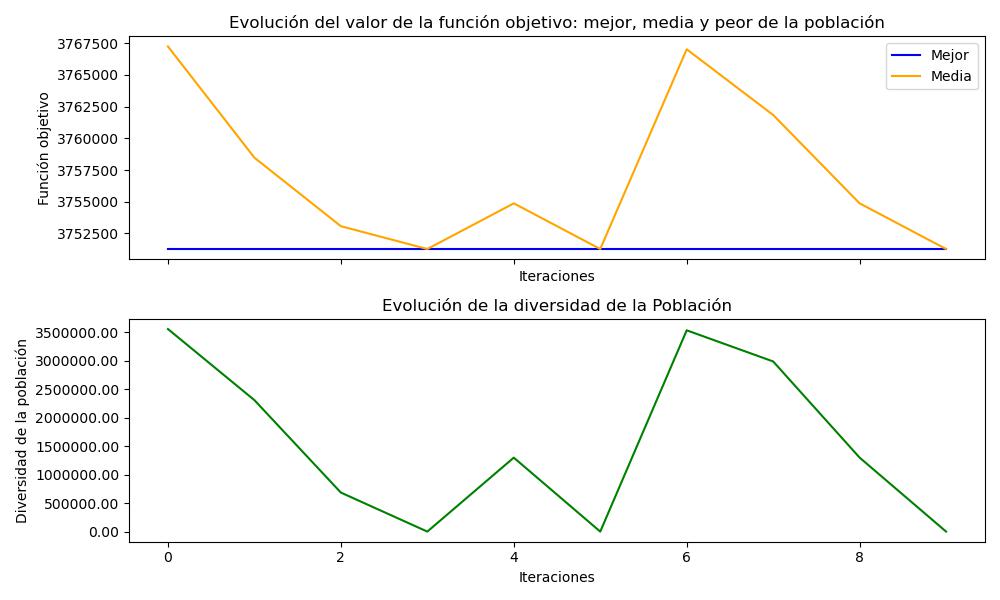 Evolución del valor de la función objetivo: mejor, media y peor de la población
3767500
3765000
3762500
3760000
3757500
3755000
3752500
Función objetivo
Mejor
Media
Iteraciones
Evolución de la diversidad de la Población
3500000.00
3000000.00
2500000.00
2000000.00
1500000.00
1000000.00
500000.00
0.00
Diversidad de la población
0 2 4 6 8
Iteraciones